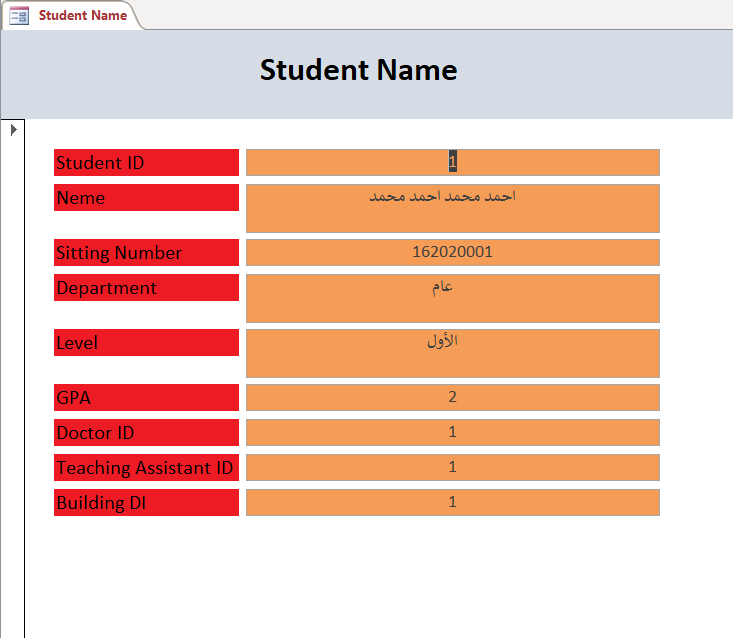 Student Name
Student Name
Student ID 1
Neme احمد محمد احمد محمد
Sitting Number 162020001
Department عام
Level الأول
GPA 2
Doctor ID 1
Teaching Assistant ID 1
Building DI 1